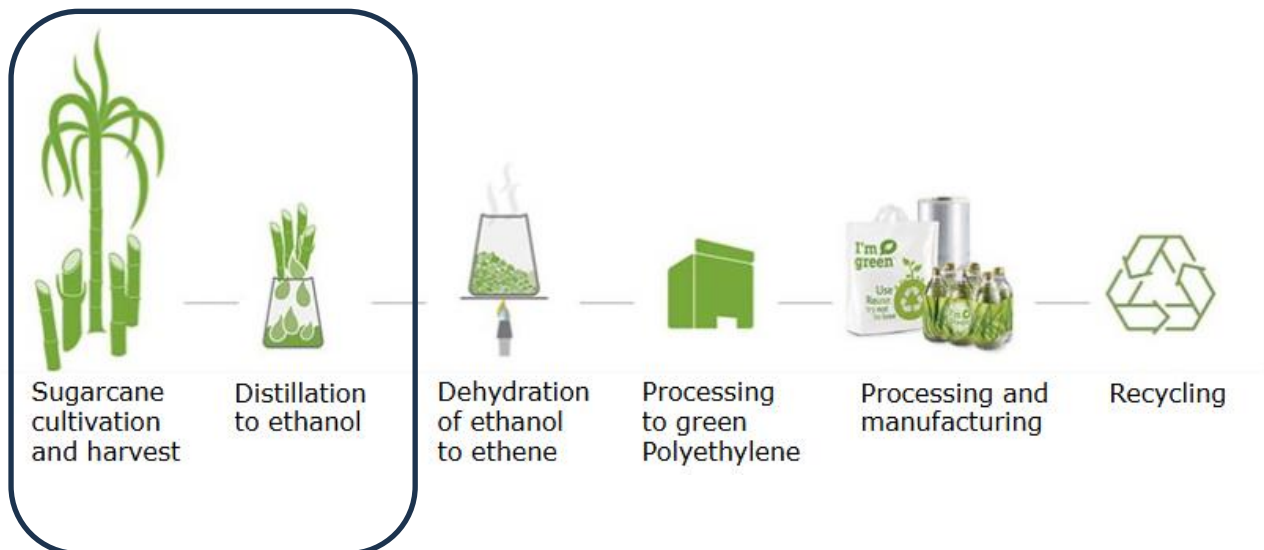 I'm
green
Use
Reuse
I'm
green
Sugarcane
cultivation
and harvest
Distillation
to ethanol
Dehydration
of ethanol
to ethene
Processing
to green
Polyethylene
Processing and
manufacturing
Recycling